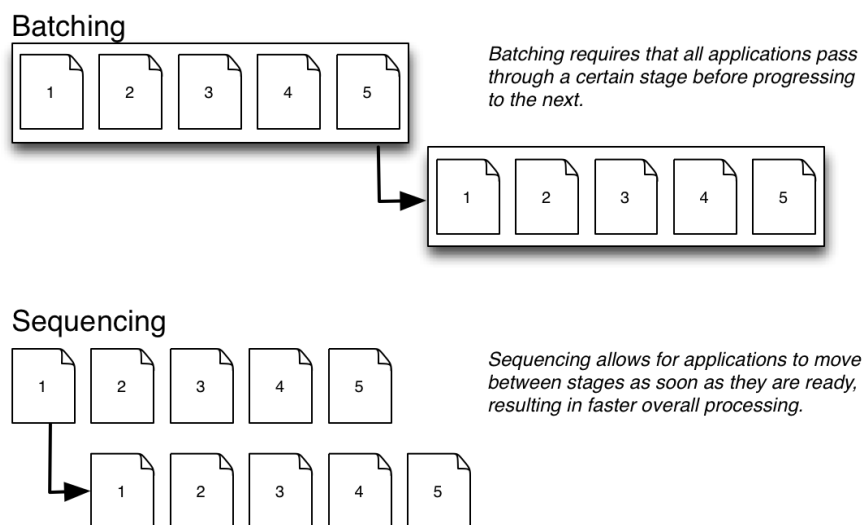 Batching
1 2 3 4 5
Batching requires that all applications pass
through a certain stage before progressing
to the next.
1 2 3 4 5
Sequencing
1 2 3 4 5
Sequencing allows for applications to move
between stages as soon as they are ready,
resulting in faster overall processing.
1 2 3 4 5